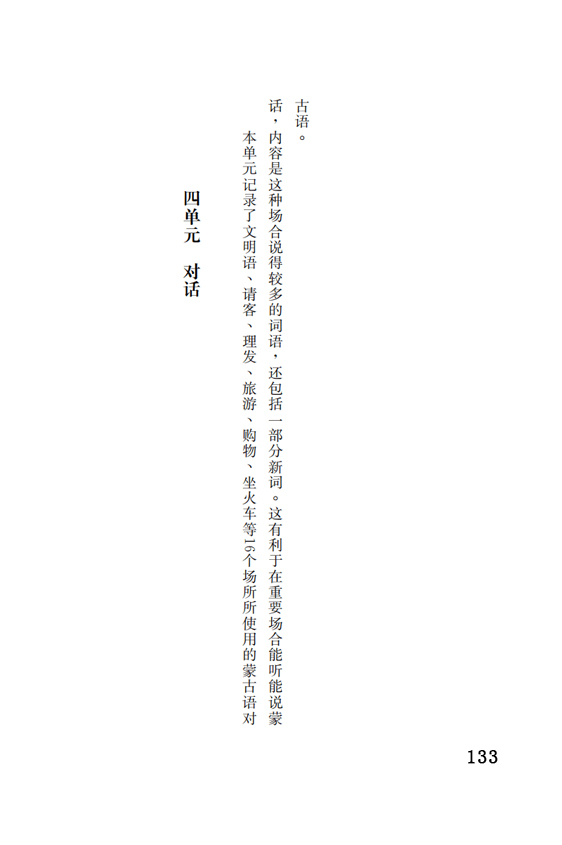 四单元 对话
本单元记录了文明语、请客、理发、旅游、购物、坐火车等16个场所所使用的蒙古语对
话，内容是这种场合说得较多的词语，还包括一部分新词。这有利于在重要场合能听能说蒙
古语。
133